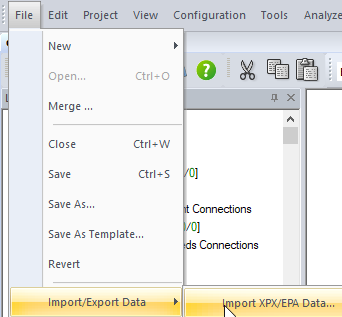 File Edit Project View Configuration Tools Analyze
New
Open... Ctrl+O
Merge ...
Close Ctrl+W
Save Ctrl+S
/0]
Save As...
t Connections
/0]
Save As Template...
ds Connections
Revert
Import/Export Data Import XPX/EPA Data...